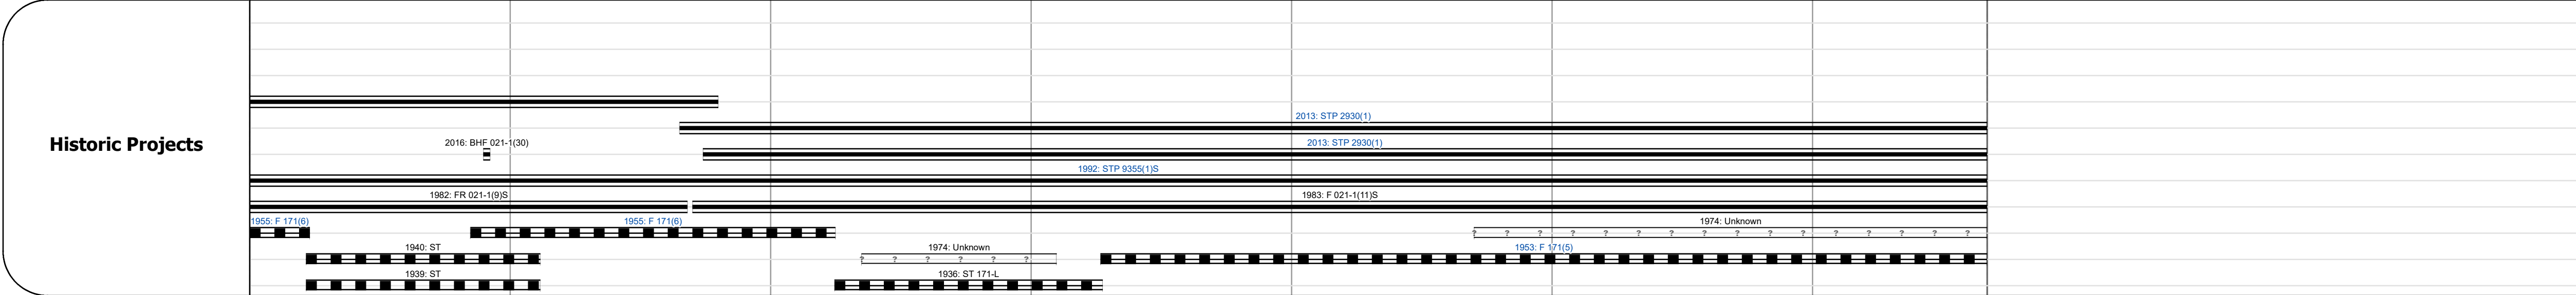 Historic Projects
2013: STP 2930(1)
2016: BHF 021-1(30)
2013: STP 2930(1)
1992: STP 9355(1)S
1982: FR 021-1(9)S
1983: F 021-1(11)S
1955: F 171(6)
1955: F 171(6)
1974: Unknown
? ? ? ? ? ? ? ? ? ? ? ? ? ? ? ?
1940: ST
1974: Unknown
1953: F 171(5)
? ? ? ? ? ?
1939: ST
1936: ST 171-L